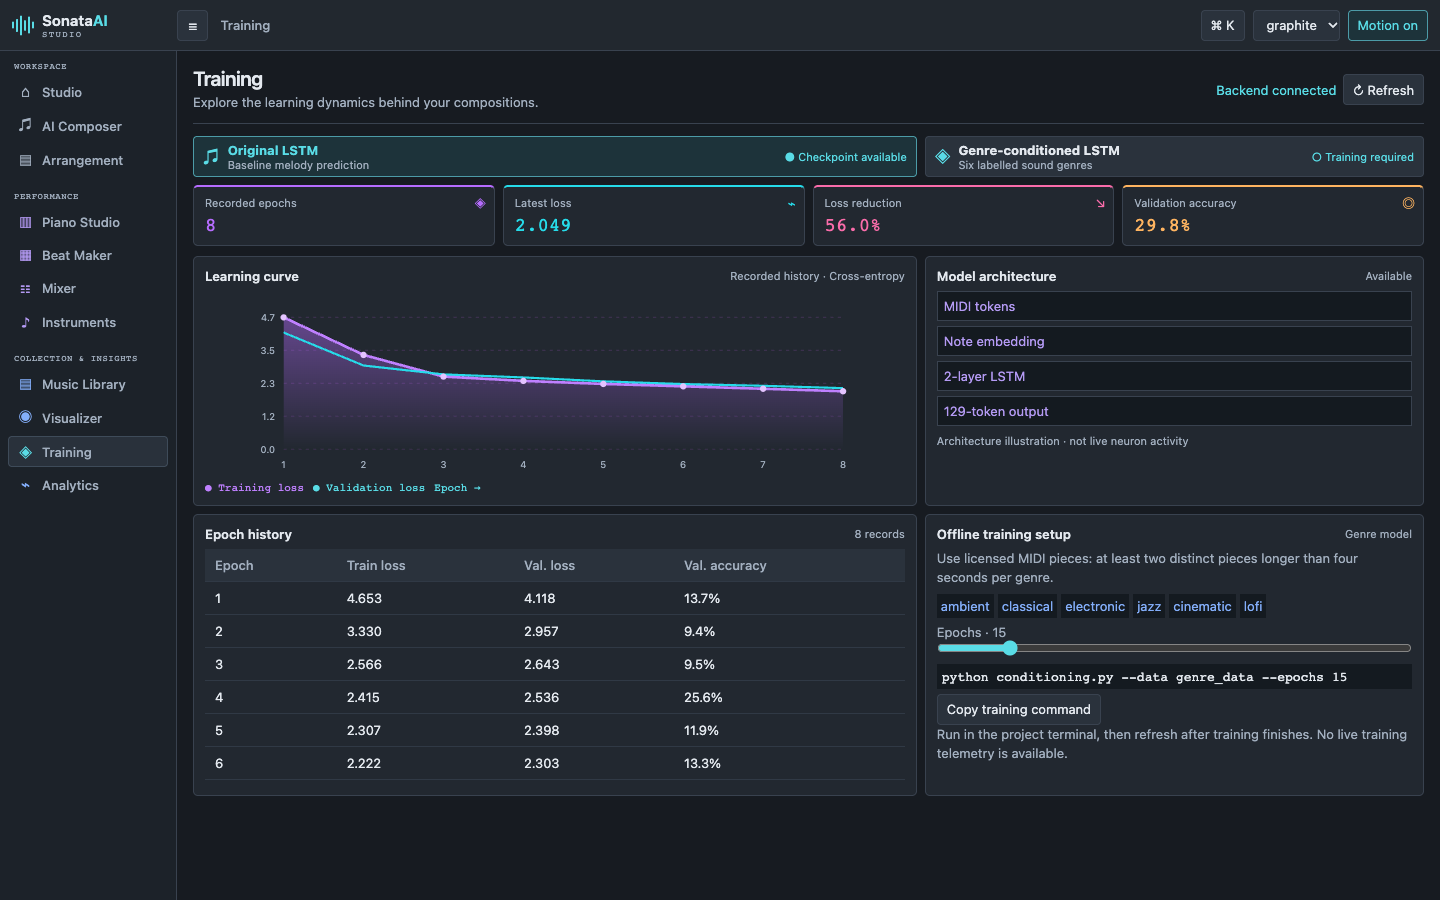 SonataAI
STUDIO
Training
⌘ K
graphite
Motion on
WORKSPACE
Studio
AI Composer
Arrangement
PERFORMANCE
Piano Studio
Beat Maker
Mixer
Instruments
COLLECTION & INSIGHTS
Music Library
Visualizer
Training
Analytics
Training
Explore the learning dynamics behind your compositions.
Backend connected
↻ Refresh
Original LSTM
Baseline melody prediction
Checkpoint available
Genre-conditioned LSTM
Six labelled sound genres
Training required
Recorded epochs
8
Latest loss
2.049
Loss reduction
56.0%
Validation accuracy
29.8%
Learning curve
Recorded history · Cross-entropy
4.7
3.5
2.3
1.2
0.0
1 2 3 4 5 6 7 8
Training loss Validation loss Epoch →
Model architecture
Available
MIDI tokens
Note embedding
2-layer LSTM
129-token output
Architecture illustration · not live neuron activity
Epoch history
8 records
Epoch Train loss Val. loss Val. accuracy
1 4.653 4.118 13.7%
2 3.330 2.957 9.4%
3 2.566 2.643 9.5%
4 2.415 2.536 25.6%
5 2.307 2.398 11.9%
6 2.222 2.303 13.3%
Offline training setup
Genre model
Use licensed MIDI pieces: at least two distinct pieces longer than four
seconds per genre.
ambient classical electronic jazz cinematic lofi
Epochs · 15
python conditioning.py --data genre_data --epochs 15
Copy training command
Run in the project terminal, then refresh after training finishes. No live training
telemetry is available.